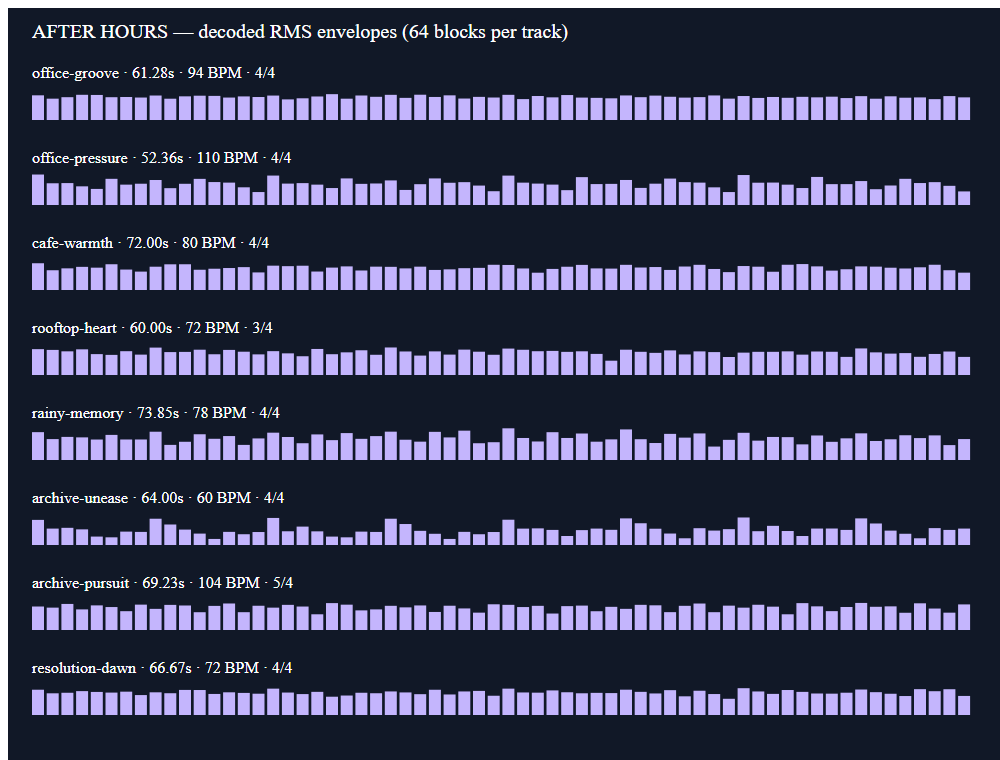 AFTER HOURS — decoded RMS envelopes (64 blocks per track)
office-groove · 61.28s · 94 BPM · 4/4
office-pressure · 52.36s · 110 BPM · 4/4
cafe-warmth · 72.00s · 80 BPM · 4/4
rooftop-heart · 60.00s · 72 BPM · 3/4
rainy-memory · 73.85s · 78 BPM · 4/4
archive-unease · 64.00s · 60 BPM · 4/4
archive-pursuit · 69.23s · 104 BPM · 5/4
resolution-dawn · 66.67s · 72 BPM · 4/4